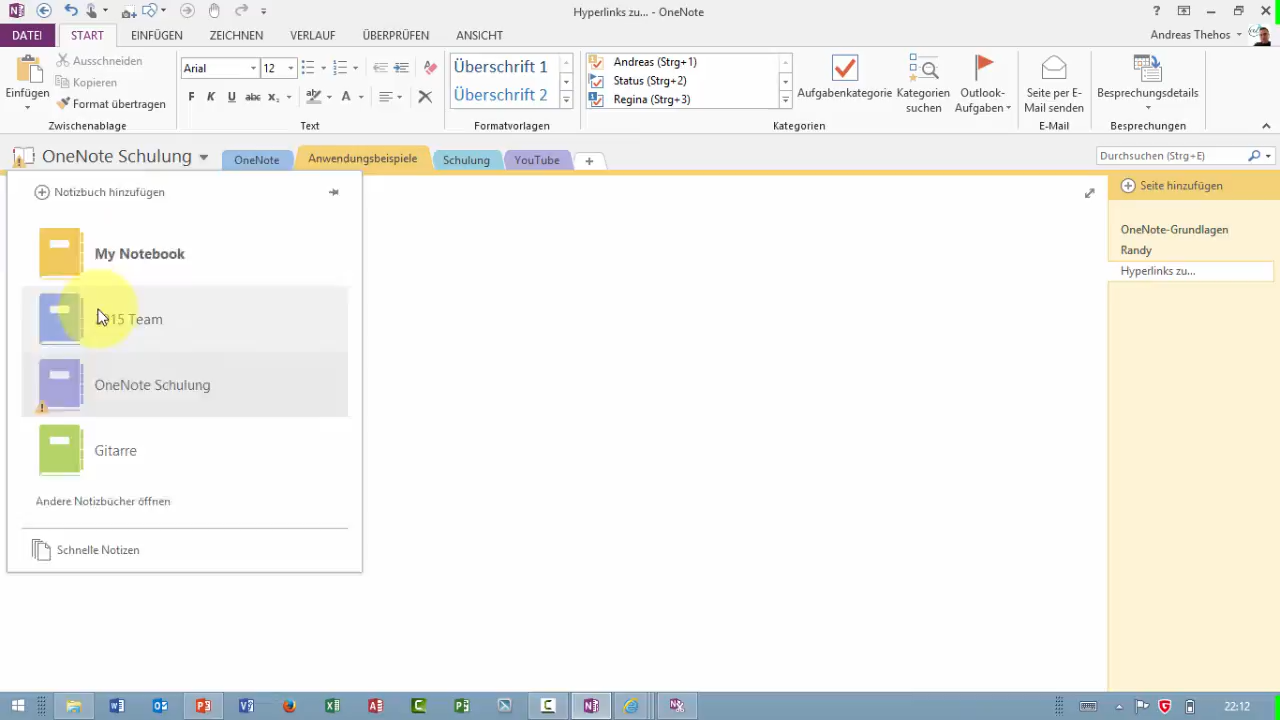 Hyperlinks zu... - OneNote
?
DATEI START EINFÜGEN ZEICHNEN VERLAUF ÜBERPRÜFEN ANSICHT Andreas Thehos
Einfügen
Ausschneiden
Kopieren
Format übertragen
Zwischenablage
Arial 12
F K U abc x₂ A
Text
Überschrift 1
Überschrift 2
Formatvorlagen
Andreas (Strg+1)
Status (Strg+2)
Regina (Strg+3)
Aufgabenkategorie
Kategorien suchen
Kategorien
Outlook-
Aufgaben
Seite per E-
Mail senden
E-Mail
Besprechungsdetails
Besprechungen
OneNote Schulung OneNote Anwendungsbeispiele Schulung YouTube + Durchsuchen (Strg+E)
Notizbuch hinzufügen
My Notebook
15 Team
OneNote Schulung
Gitarre
Andere Notizbücher öffnen
Schnelle Notizen
Seite hinzufügen
OneNote-Grundlagen
Randy
Hyperlinks zu...
22:12